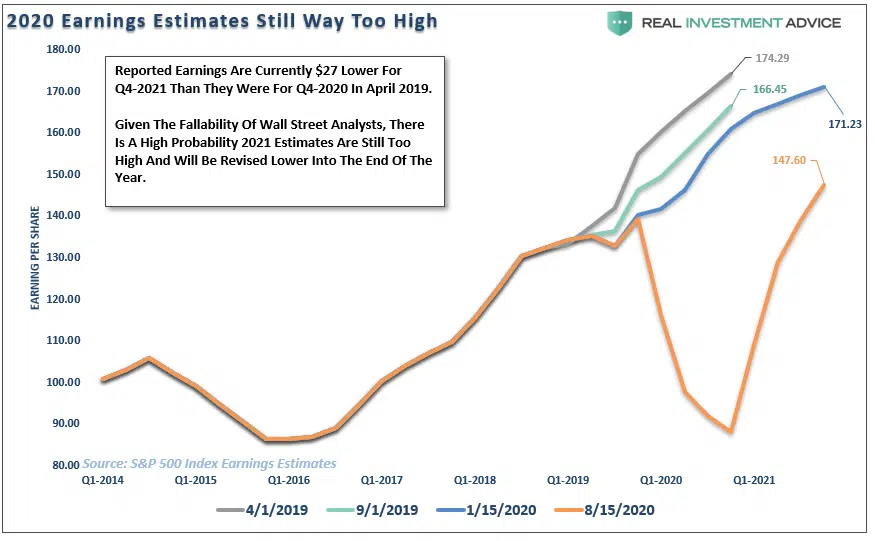 2020 Earnings Estimates Still Way Too High
REAL INVESTMENT ADVICE
Reported Earnings Are Currently $27 Lower For
Q4-2021 Than They Were For Q4-2020 In April 2019.
Given The Fallability Of Wall Street Analysts, There
Is A High Probability 2021 Estimates Are Still Too
High And Will Be Revised Lower Into The End Of The
Year.
EARNING PER SHARE
180.00
170.00
160.00
150.00
140.00
130.00
120.00
110.00
100.00
90.00
80.00
174.29
166.45
171.23
147.60
Source: S&P 500 Index Earnings Estimates
Q1-2014 Q1-2015 Q1-2016 Q1-2017 Q1-2018 Q1-2019 Q1-2020 Q1-2021
4/1/2019 9/1/2019 1/15/2020 8/15/2020